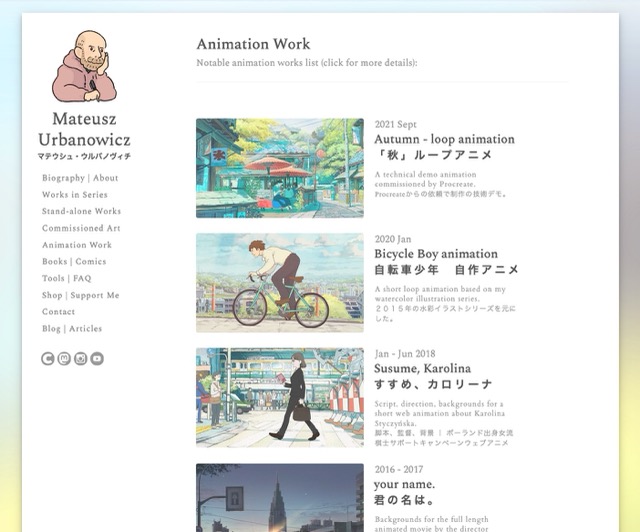 Mateusz
Urbanowicz
マテウシュ・ウルバノヴィチ
Biography | About
Works in Series
Stand-alone Works
Commissioned Art
Animation Work
Books | Comics
Tools | FAQ
Shop | Support Me
Contact
Blog | Articles
Animation Work
Notable animation works list (click for more details):
2021 Sept
Autumn - loop animation
「秋」ループアニメ
A technical demo animation
commissioned by Procreate.
Procreateからの依頼で制作の技術デモ。
2020 Jan
Bicycle Boy animation
自転車少年　自作アニメ
A short loop animation based on my
watercolor illustration series.
２０１５年の水彩イラストシリーズを元に
した。
Jan - Jun 2018
Susume, Karolina
すすめ、カロリーナ
Script, direction, backgrounds for a
short web animation about Karolina
Styczyńska.
脚本、監督、背景 | ポーランド出身女流
棋士サポートキャンペーンウェブアニメ
2016 - 2017
your name.
君の名は。
Backgrounds for the full length
animated movie by the director